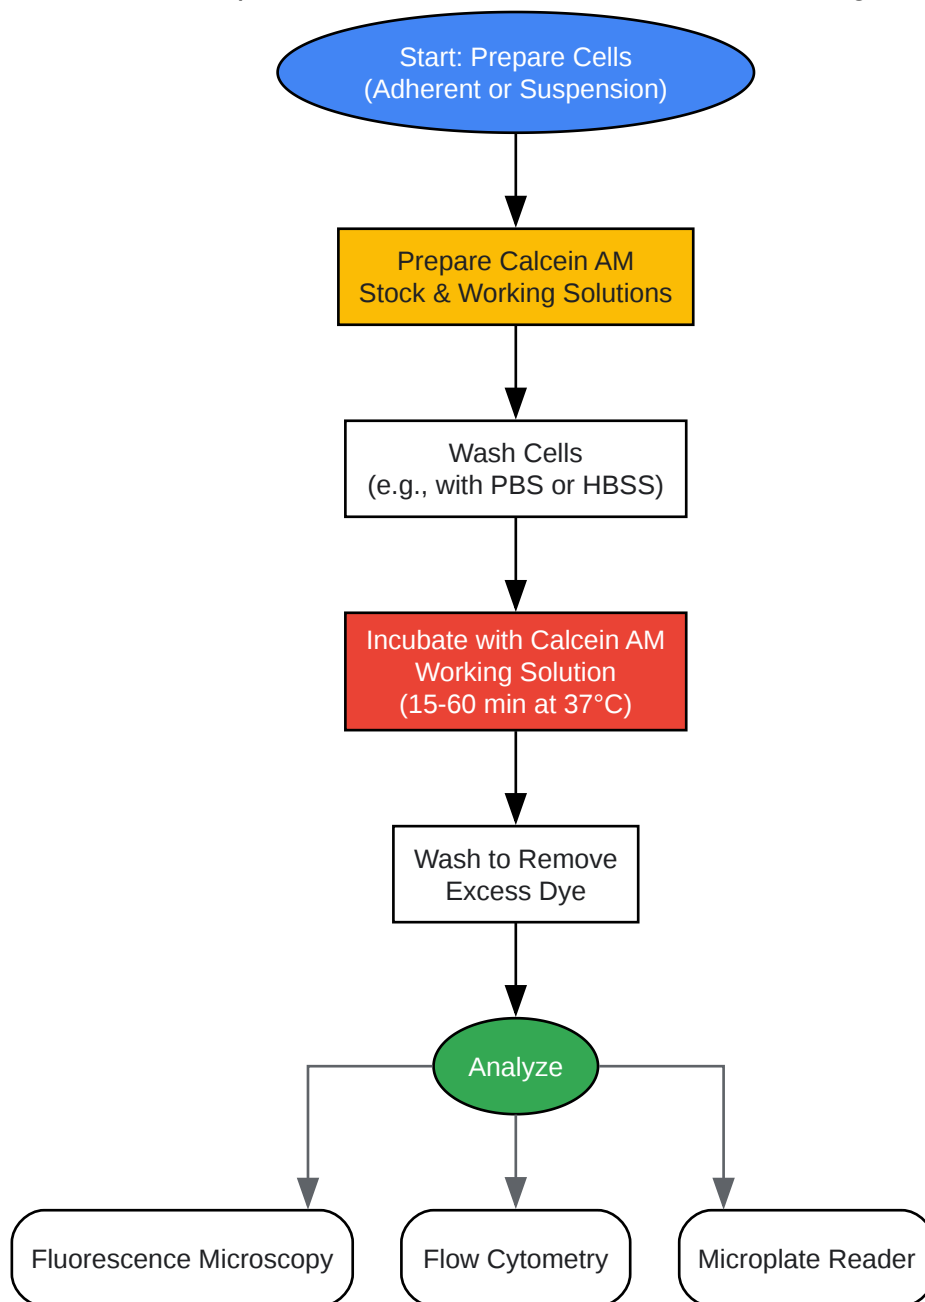 Start: Prepare Cells
(Adherent or Suspension)
Prepare Calcein AM
Stock & Working Solutions
Wash Cells
(e.g., with PBS or HBSS)
Incubate with Calcein AM
Working Solution
(15-60 min at 37°C)
Wash to Remove
Excess Dye
Analyze
Fluorescence Microscopy
Flow Cytometry
Microplate Reader